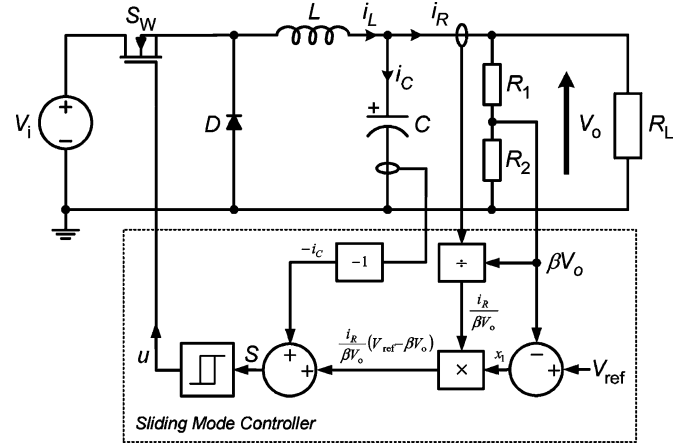 S_W
L
i_L
i_R
i_C
+
C
D
V_i
+
−
R_1
R_2
V_o
R_L
−i_C
−1
÷
βV_o
i_R
βV_o
i_R/βV_o (V_ref−βV_o)
x_1
−
+
V_ref
×
+
+
S
u
Sliding Mode Controller